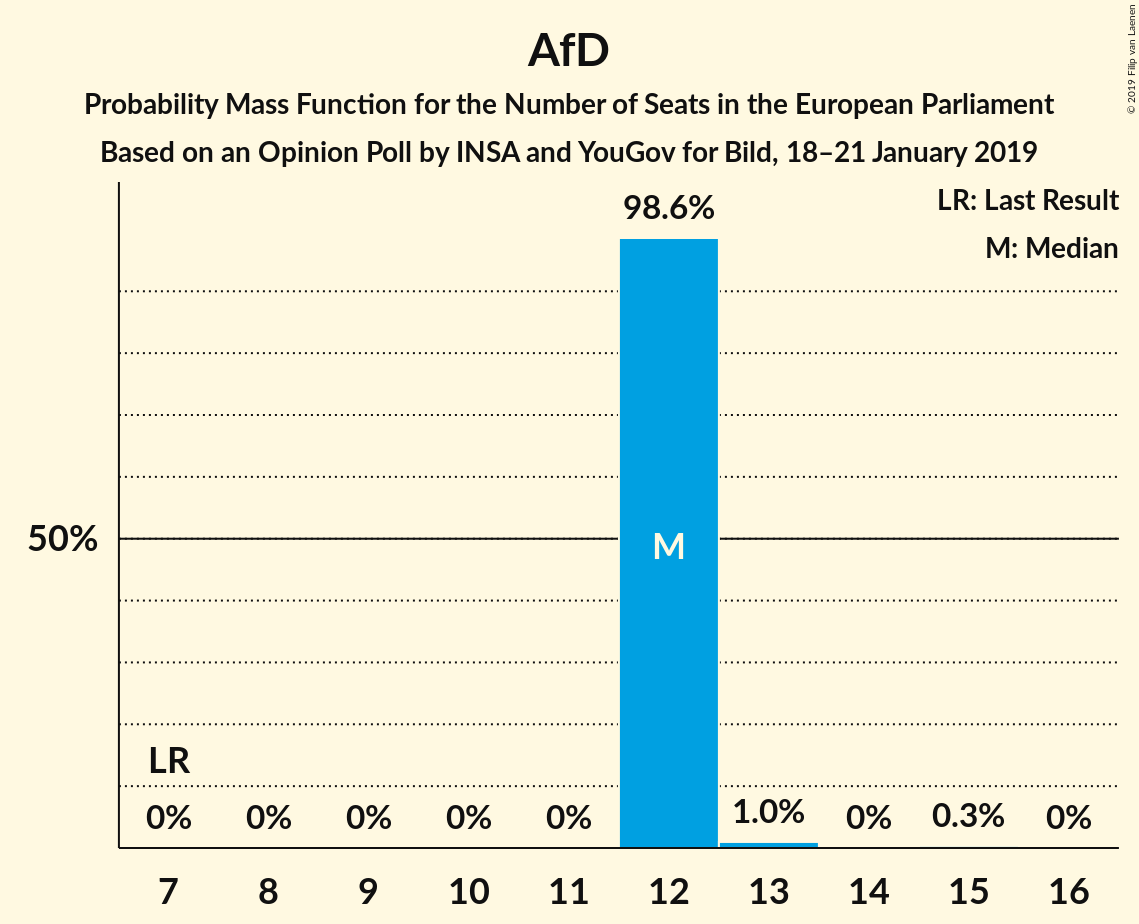 AfD
Probability Mass Function for the Number of Seats in the European Parliament
Based on an Opinion Poll by INSA and YouGov for Bild, 18–21 January 2019
© 2019 Filip van Laenen
LR: Last Result
M: Median
98.6%
50%
M
LR
0% 0% 0% 0% 0% 1.0% 0% 0.3% 0%
7 8 9 10 11 12 13 14 15 16